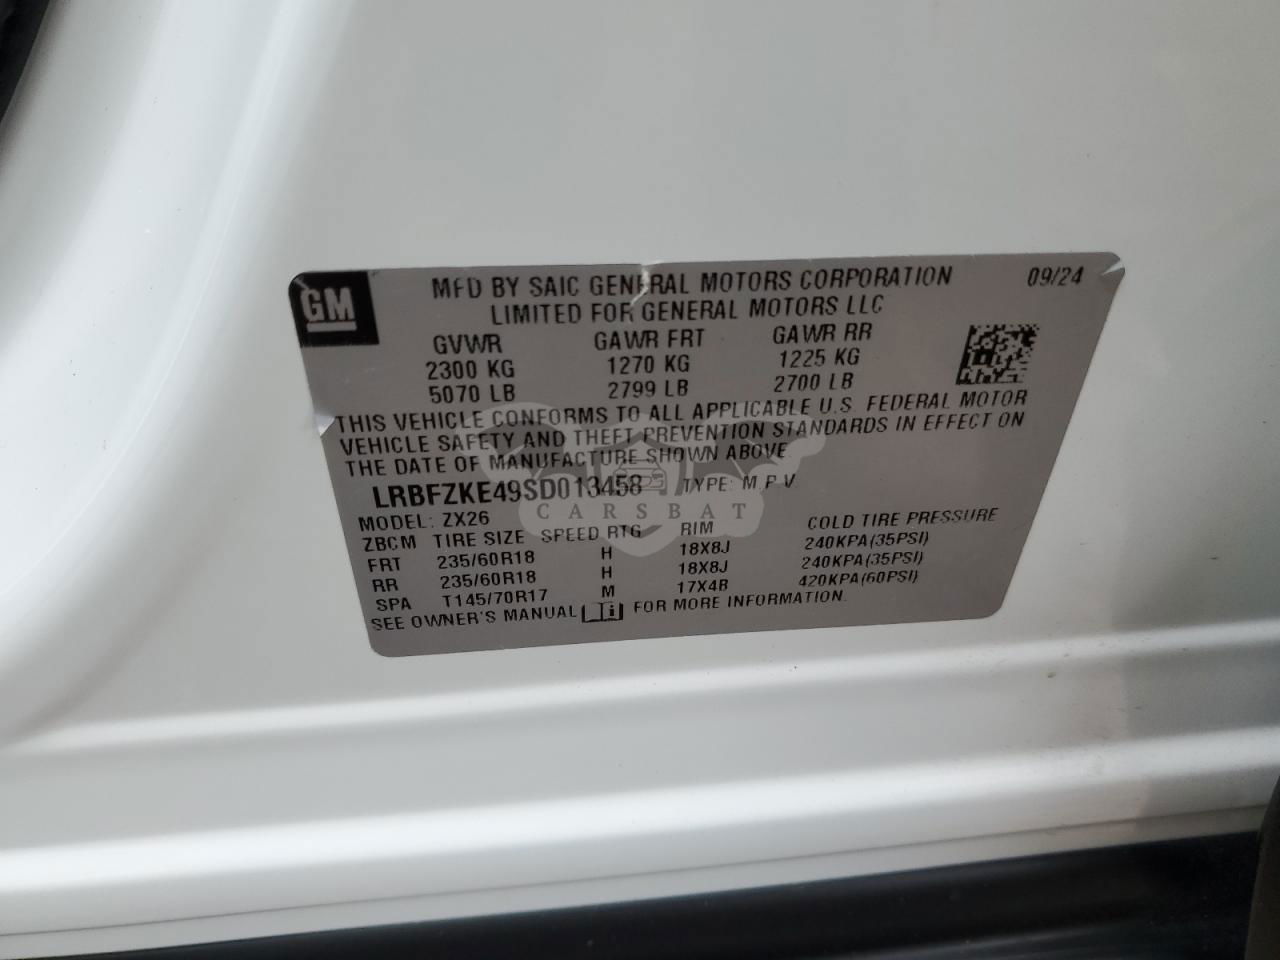 GM
MFD BY SAIC GENERAL MOTORS CORPORATION 09/24
LIMITED FOR GENERAL MOTORS LLC
GVWR GAWR FRT GAWR RR
2300 KG 1270 KG 1225 KG
5070 LB 2799 LB 2700 LB
THIS VEHICLE CONFORMS TO ALL APPLICABLE U.S. FEDERAL MOTOR
VEHICLE SAFETY AND THEFT PREVENTION STANDARDS IN EFFECT ON
THE DATE OF MANUFACTURE SHOWN ABOVE.
LRBFZKE49SD013458 TYPE: M.P.V.
CARSBAT
MODEL: ZX26
ZBCM TIRE SIZE SPEED RTG RIM COLD TIRE PRESSURE
FRT 235/60R18 H 18X8J 240KPA(35PSI)
RR 235/60R18 H 18X8J 240KPA(35PSI)
SPA T145/70R17 M 17X4B 420KPA(60PSI)
SEE OWNER'S MANUAL FOR MORE INFORMATION.